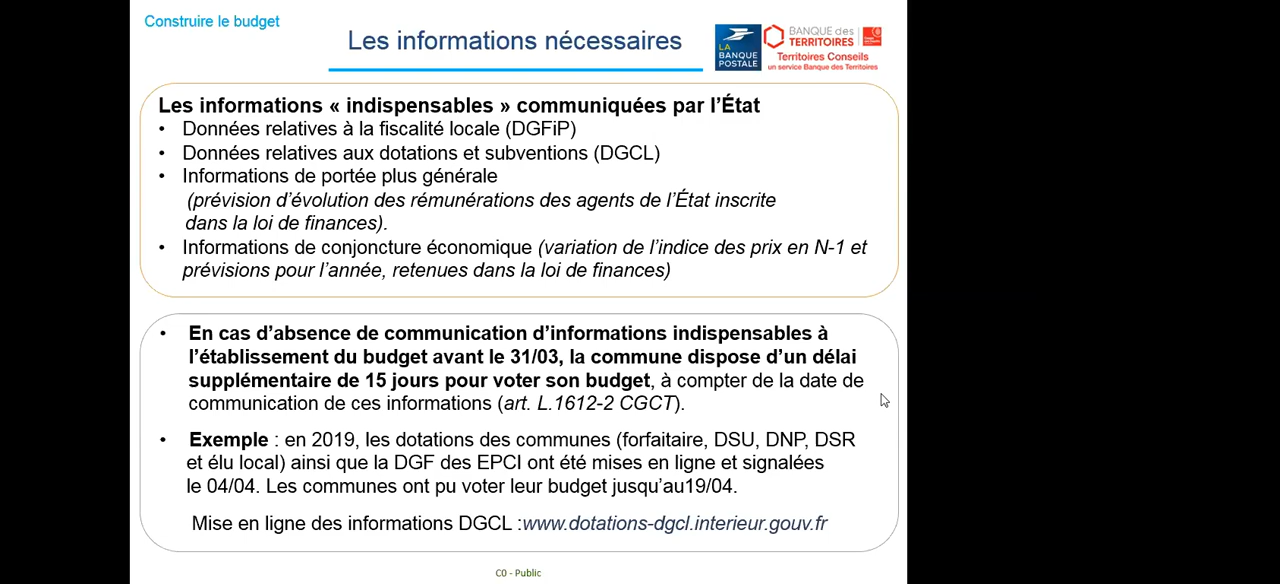 Construire le budget
Les informations nécessaires
LA
BANQUE
POSTALE
BANQUE des
TERRITOIRES
Territoires Conseils
un service Banque des Territoires
Les informations « indispensables » communiquées par l'État
• Données relatives à la fiscalité locale (DGFiP)
• Données relatives aux dotations et subventions (DGCL)
• Informations de portée plus générale
(prévision d'évolution des rémunérations des agents de l'État inscrite
dans la loi de finances).
• Informations de conjoncture économique (variation de l'indice des prix en N-1 et
prévisions pour l'année, retenues dans la loi de finances)
• En cas d'absence de communication d'informations indispensables à
l'établissement du budget avant le 31/03, la commune dispose d'un délai
supplémentaire de 15 jours pour voter son budget, à compter de la date de
communication de ces informations (art. L.1612-2 CGCT).
• Exemple : en 2019, les dotations des communes (forfaitaire, DSU, DNP, DSR
et élu local) ainsi que la DGF des EPCI ont été mises en ligne et signalées
le 04/04. Les communes ont pu voter leur budget jusqu'au19/04.
Mise en ligne des informations DGCL :www.dotations-dgcl.interieur.gouv.fr
C0 - Public